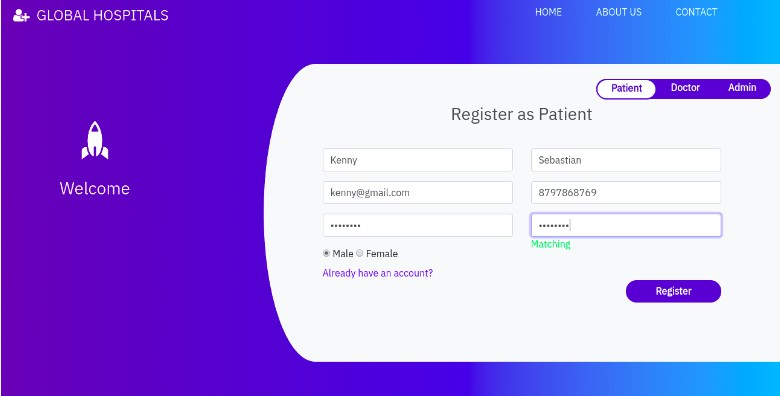 GLOBAL HOSPITALS
HOME ABOUT US CONTACT
Patient Doctor Admin
Register as Patient
Welcome
Kenny Sebastian
kenny@gmail.com 8797868769
•••••••• ••••••••
Matching
Male Female
Already have an account?
Register